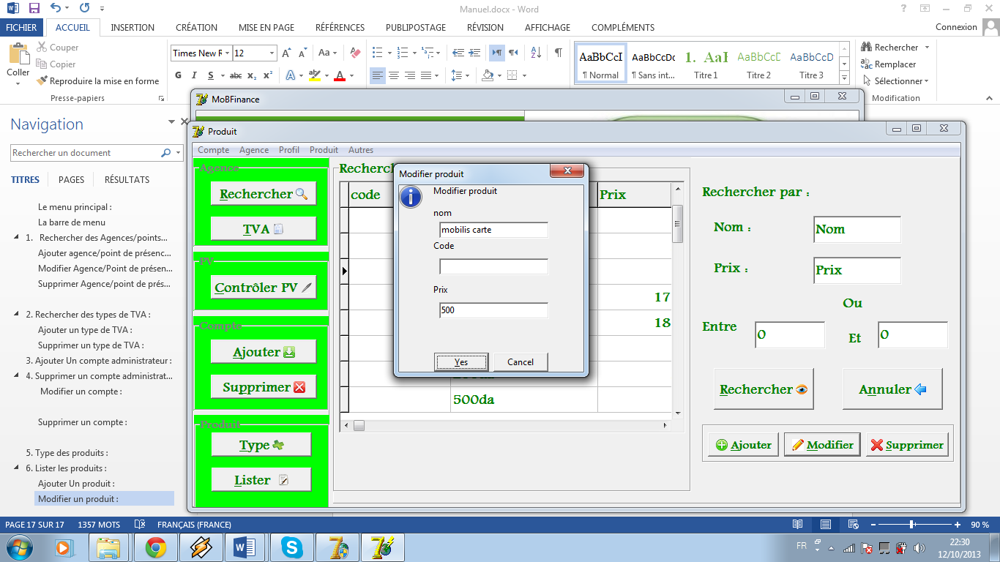 Manuel.docx - Word
FICHIER ACCUEIL INSERTION CRÉATION MISE EN PAGE RÉFÉRENCES PUBLIPOSTAGE RÉVISION AFFICHAGE COMPLÉMENTS Connexion
Coller
Couper
Copier
Reproduire la mise en forme
Presse-papiers
Times New R 12
G I S abc x₂ x²
AaBbCcI AaBbCcDc 1. AaI AaBbCcD AaBbCcD
¶ Normal ¶ Sans int... Titre 1 Titre 2 Titre 3
Rechercher
Remplacer
Sélectionner
Modification
Navigation
Rechercher un document
TITRES PAGES RÉSULTATS
Le menu principal :
La barre de menu
1. Rechercher des Agences/points...
Ajouter agence/point de présenc...
Modifier Agence/Point de présen...
Supprimer Agence/point de prés...
2. Rechercher des types de TVA :
Ajouter un type de TVA :
Supprimer un type de TVA :
3. Ajouter Un compte administrateur :
4. Supprimer un compte administrat...
Modifier un compte :
Supprimer un compte :
5. Type des produits :
6. Lister les produits :
Ajouter Un produit :
Modifier un produit :
MoBFinance
Produit
Compte Agence Profil Produit Autres
Agence
Rechercher
TVA
PV
Contrôler PV
Compte
Ajouter
Supprimer
Produit
Type
Lister
code Prix
17
18
500da
Modifier produit
Modifier produit
nom
mobilis carte
Code
Prix
500
Yes Cancel
Rechercher par :
Nom : Nom
Prix : Prix
Ou
Entre 0 Et 0
Rechercher Annuler
Ajouter Modifier Supprimer
PAGE 17 SUR 17 1357 MOTS FRANÇAIS (FRANCE) 90 %
FR 22:30
12/10/2013